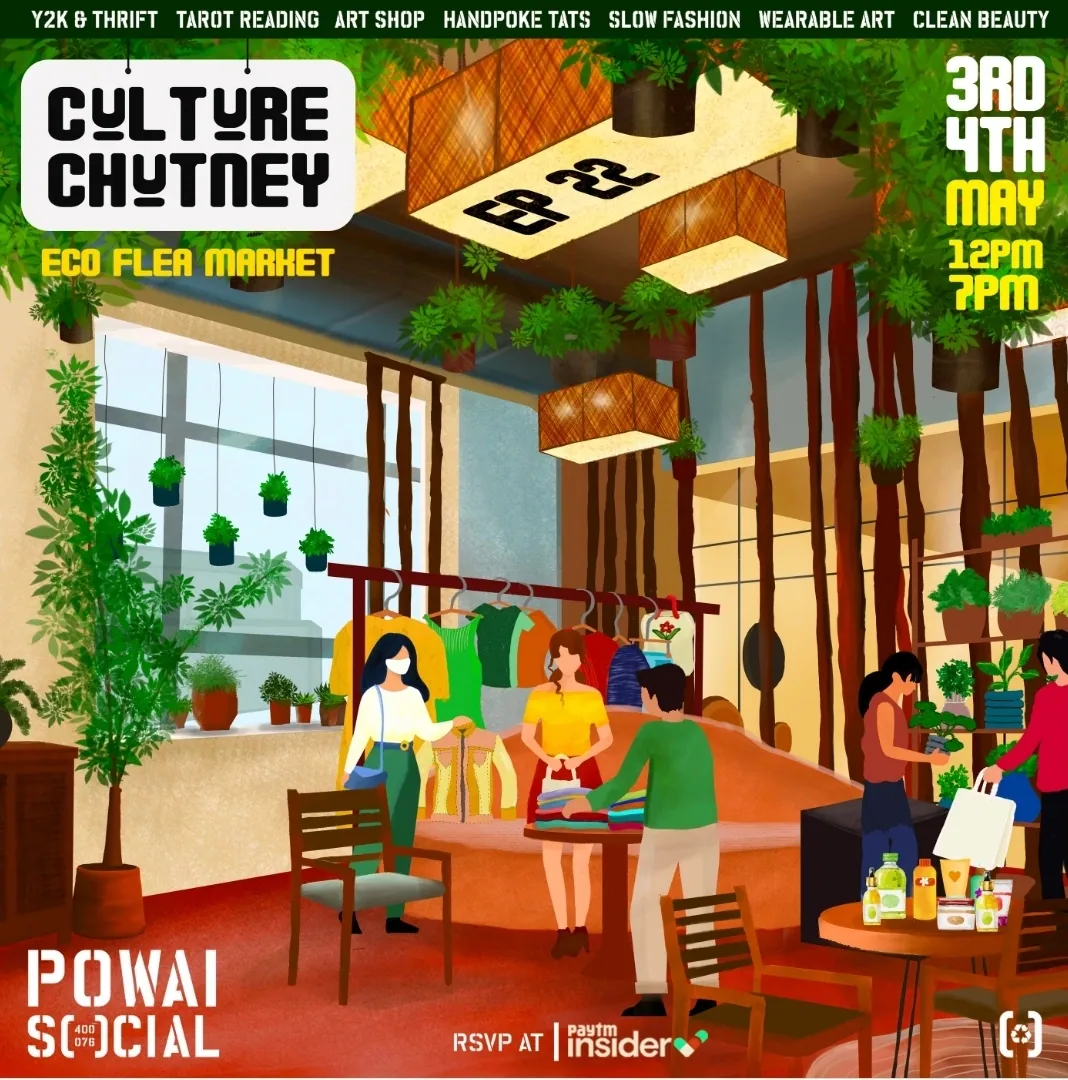 Y2K & THRIFT TAROT READING ART SHOP HANDPOKE TATS SLOW FASHION WEARABLE ART CLEAN BEAUTY
CULTURE
CHUTNEY
ECO FLEA MARKET
EP 22
3RD
4TH
MAY
12PM
7PM
POWAI
SOCIAL
400
076
RSVP AT | paytm
insider